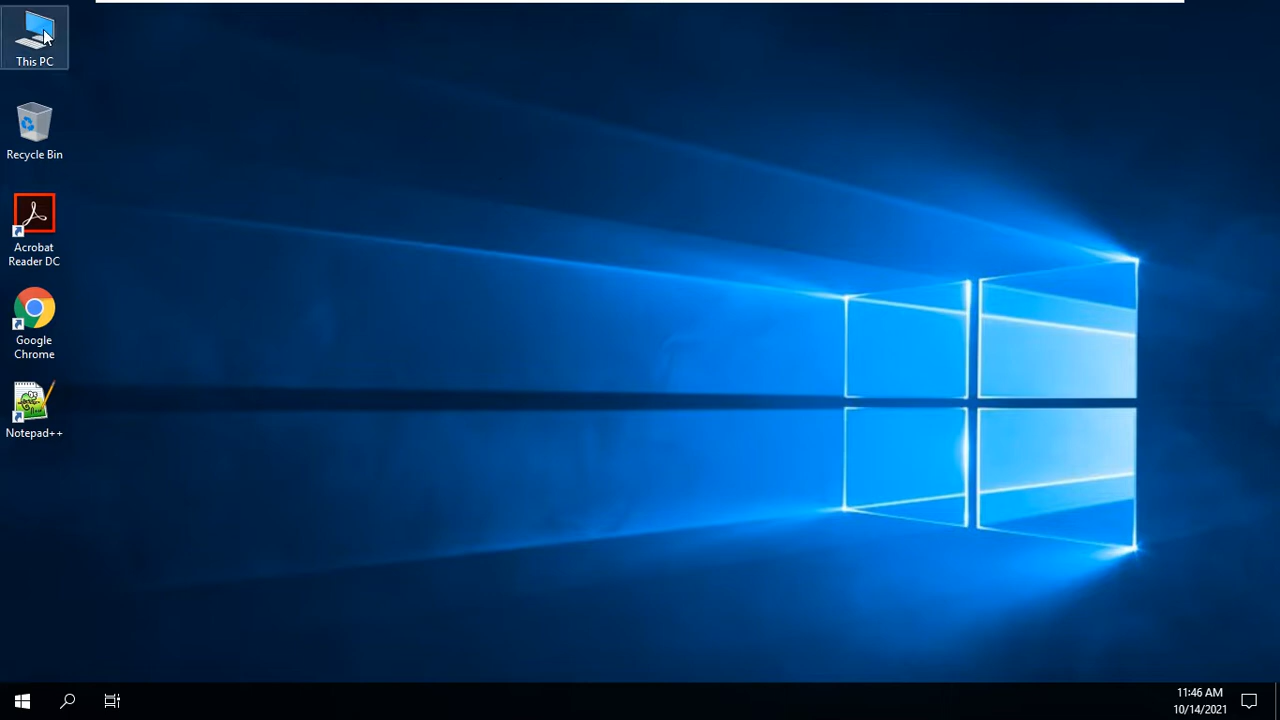 This PC
Recycle Bin
Acrobat
Reader DC
Google
Chrome
Notepad++
11:46 AM
10/14/2021